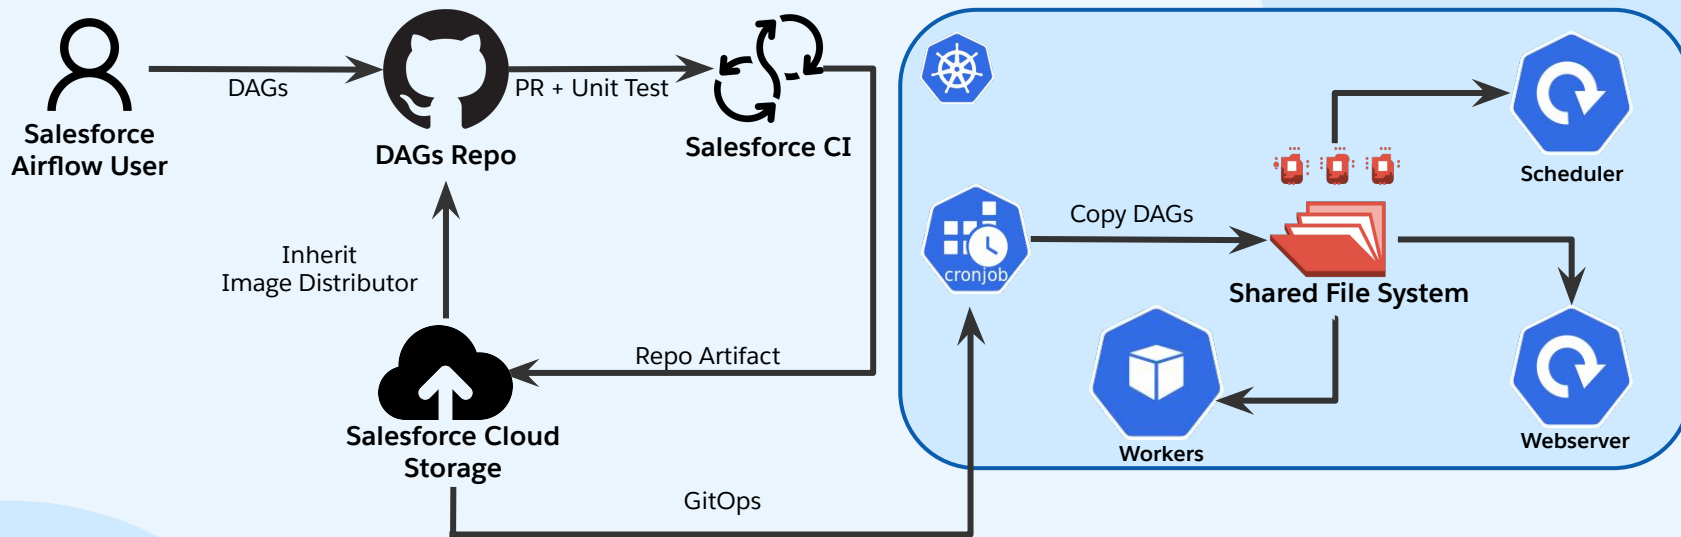 DAGs
PR + Unit Test
Salesforce
Airflow User
DAGs Repo
Salesforce CI
Inherit
Image Distributor
Repo Artifact
Salesforce Cloud
Storage
GitOps
cronjob
Copy DAGs
Shared File System
Scheduler
Workers
Webserver